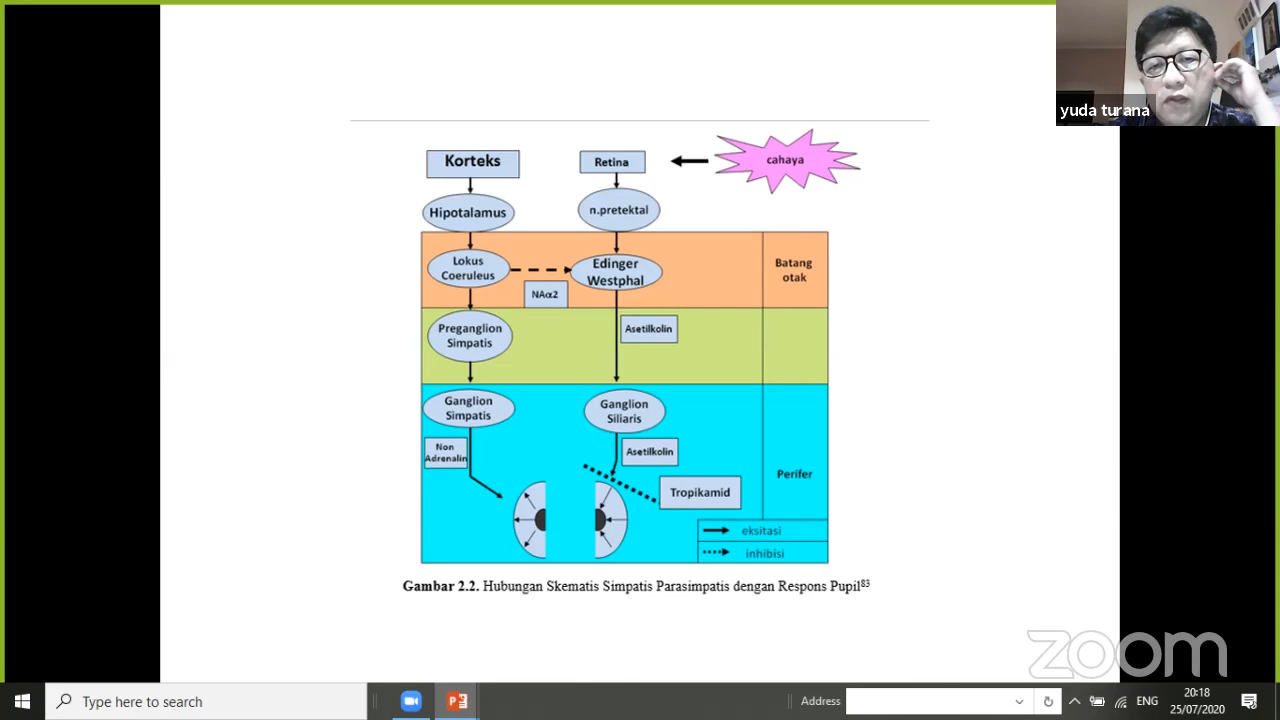 yuda turana
Korteks
Retina
cahaya
Hipotalamus
n.pretektal
Lokus
Coeruleus
Edinger
Westphal
Batang
otak
NAα2
Preganglion
Simpatis
Asetilkolin
Ganglion
Simpatis
Ganglion
Siliaris
Non
Adrenalin
Asetilkolin
Perifer
Tropikamid
eksitasi
inhibisi
Gambar 2.2. Hubungan Skematis Simpatis Parasimpatis dengan Respons Pupil83
zoom
Type here to search
Address
ENG
20:18
25/07/2020